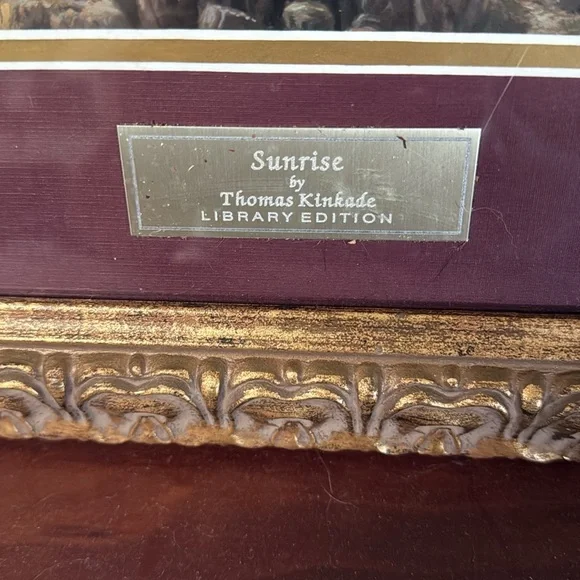 Sunrise
by
Thomas Kinkade
LIBRARY EDITION